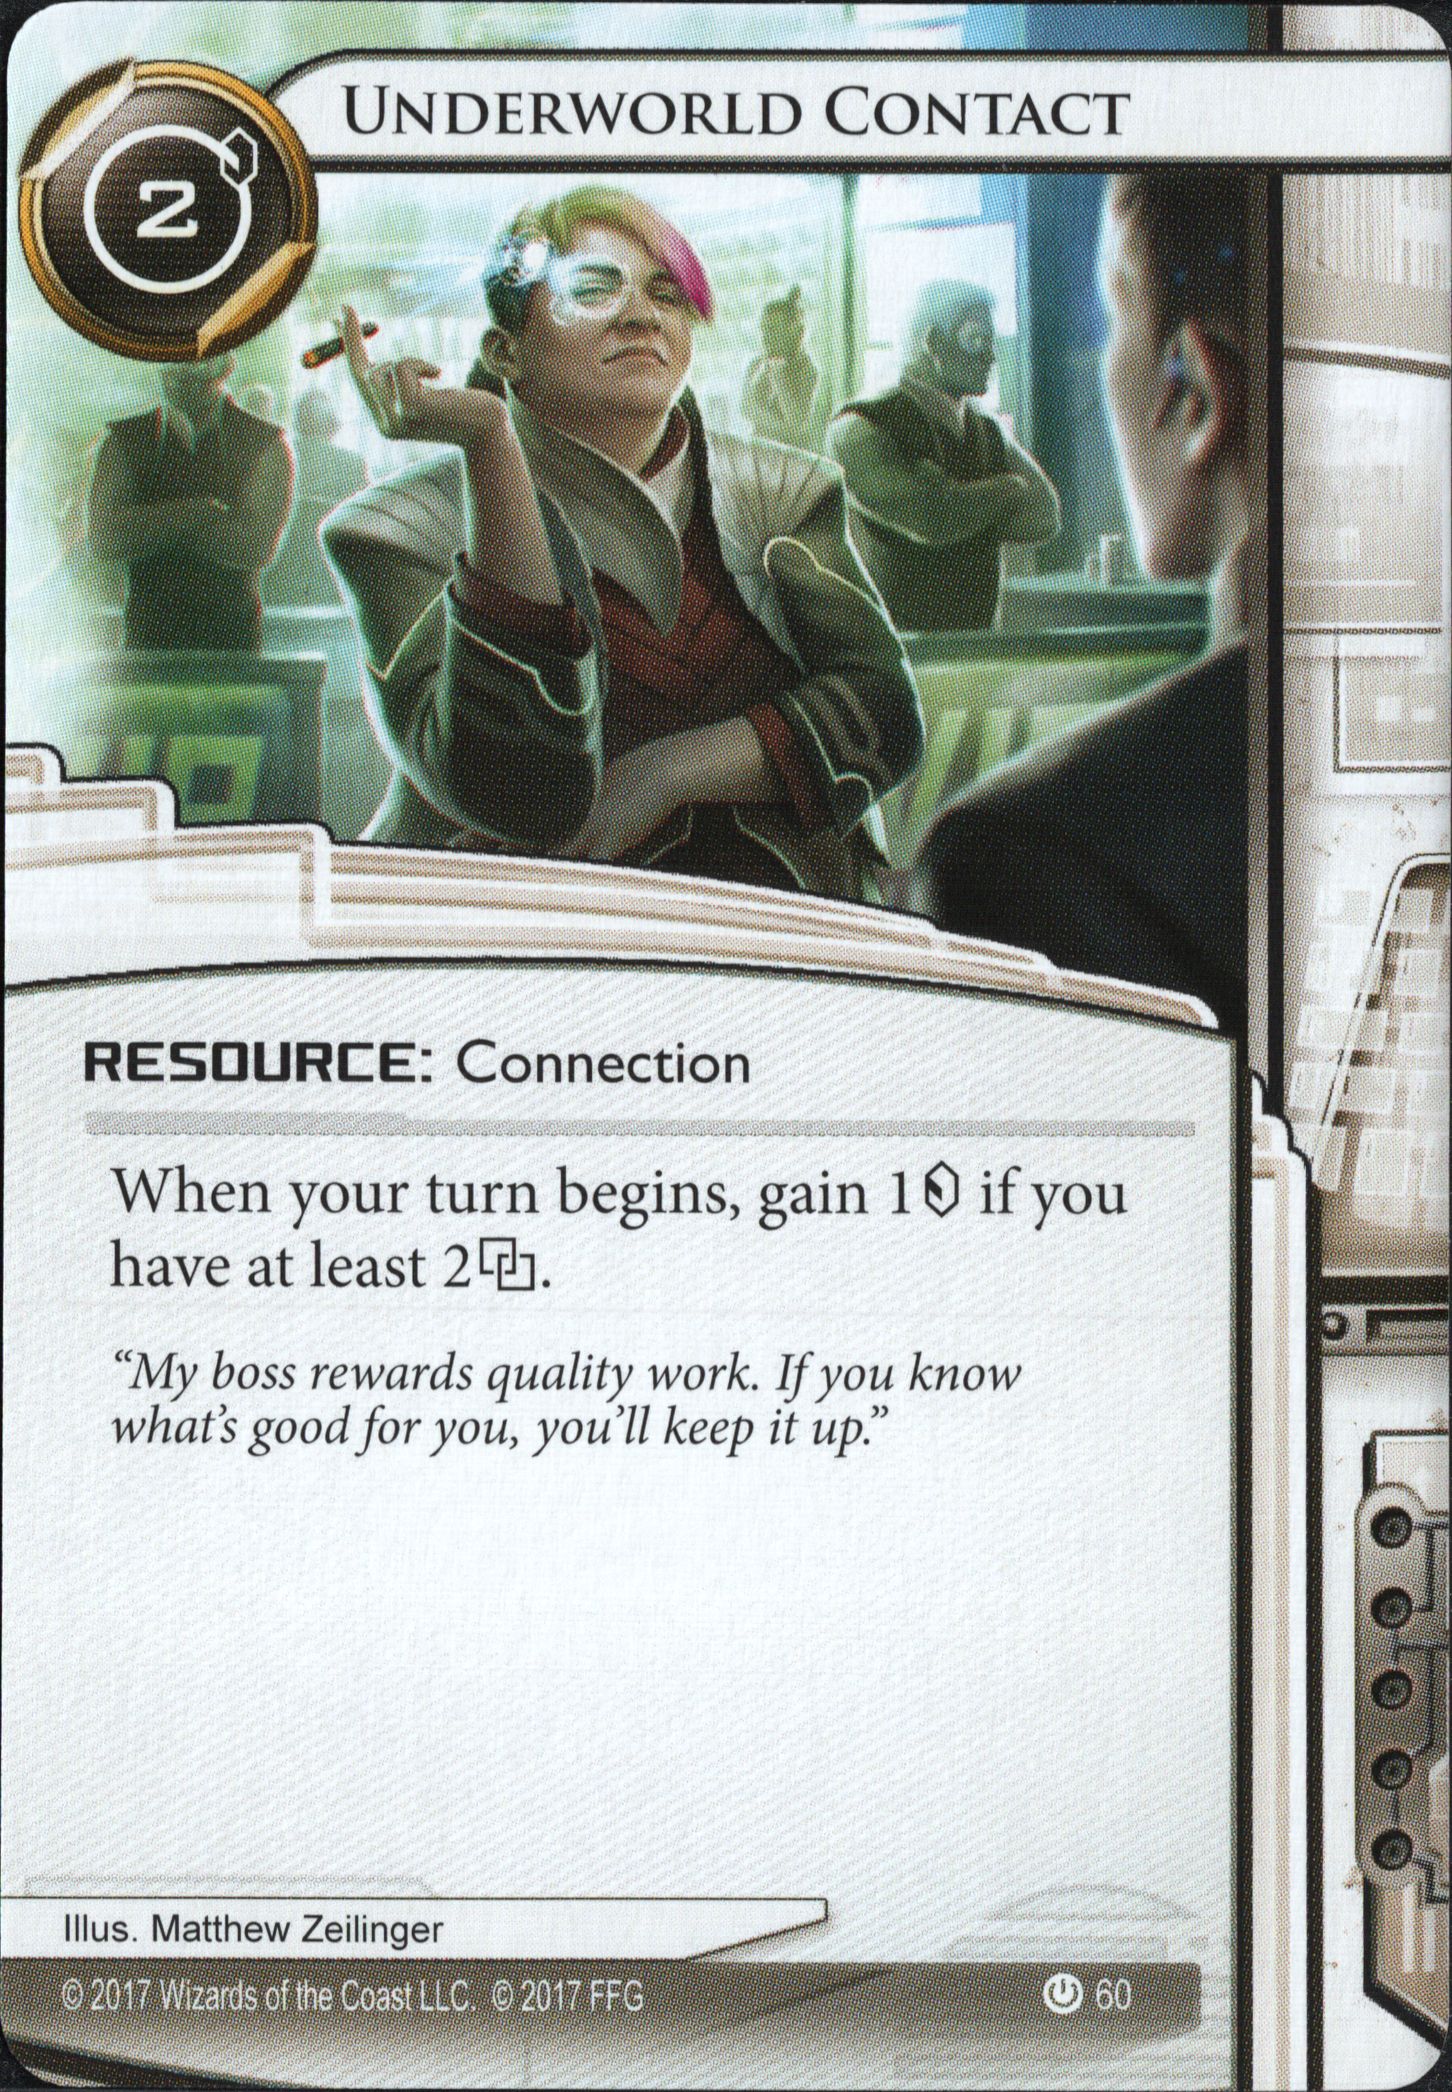 2
UNDERWORLD CONTACT
RESOURCE: Connection
When your turn begins, gain 1 if you
have at least 2.
“My boss rewards quality work. If you know
what’s good for you, you’ll keep it up.”
Illus. Matthew Zeilinger
© 2017 Wizards of the Coast LLC. © 2017 FFG
60